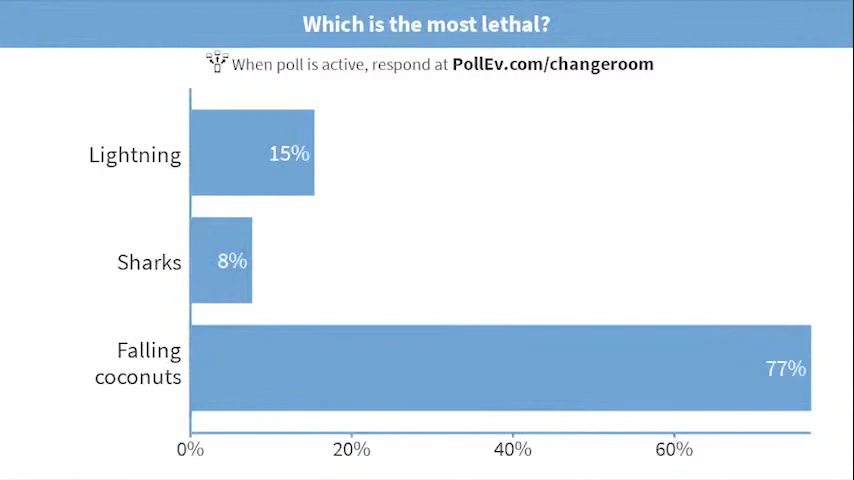 Which is the most lethal?
When poll is active, respond at PollEv.com/changeroom
Lightning
15%
Sharks
8%
Falling
coconuts
77%
0%
20%
40%
60%